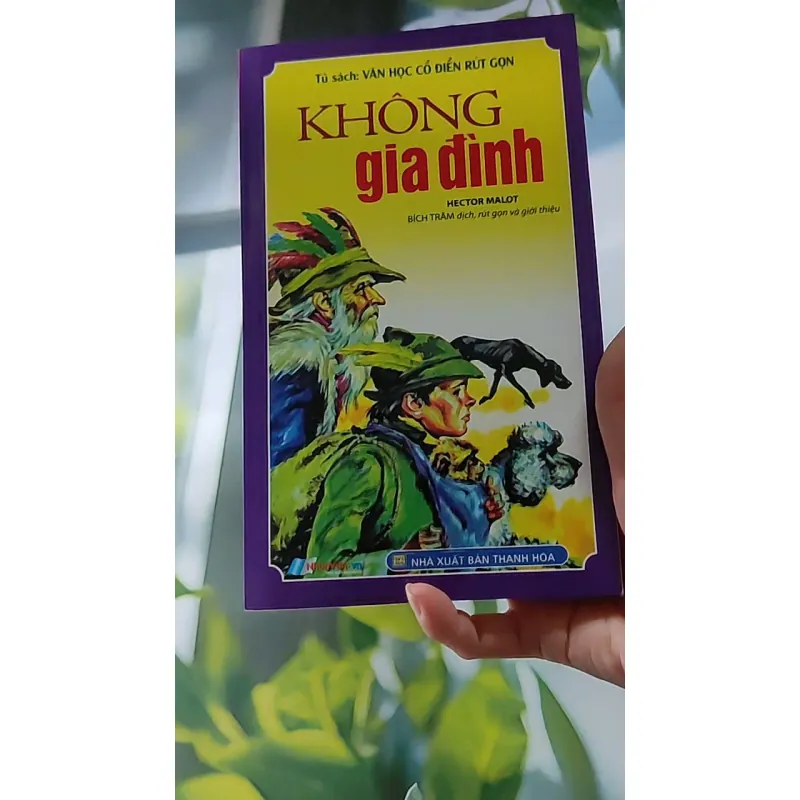 Tủ sách: VĂN HỌC CỔ ĐIỂN RÚT GỌN
KHÔNG
gia đình
HECTOR MALOT
BÍCH TRÂM dịch, rút gọn và giới thiệu
NHÀ XUẤT BẢN THANH HÓA